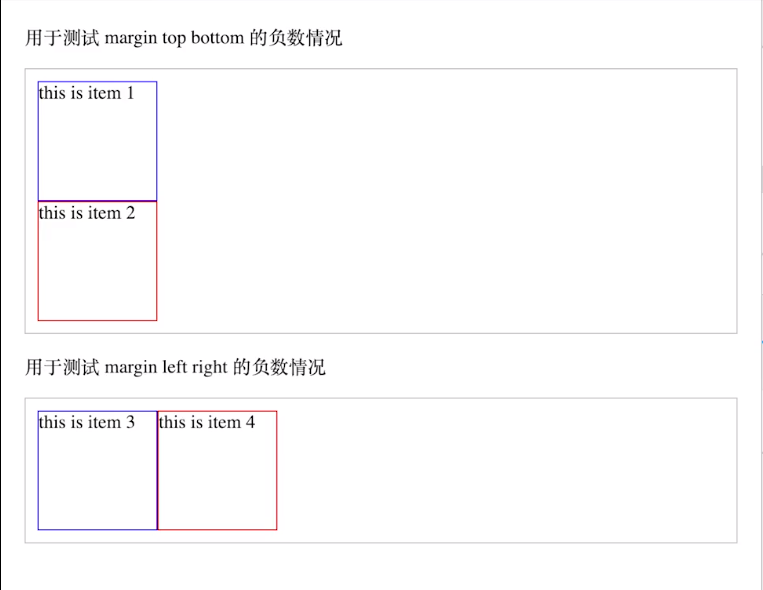 用于测试 margin top bottom 的负数情况
this is item 1
this is item 2
用于测试 margin left right 的负数情况
this is item 3
this is item 4